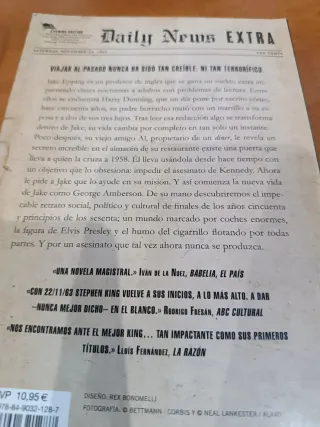 EVENING EDITION
Daily News EXTRA
TEN CENTS
VIAJAR AL PASADO NUNCA HA SIDO TAN CREÍBLE. NI TAN TERRORÍFICO.
Jake Epping es un profesor de inglés que se gana un sueldo extra im-
partiendo clases nocturnas a adultos con problemas de lectura. Entre
ellos se encuentra Harry Dunning, que un día pone por escrito cómo,
hace cincuenta años, su padre borracho mató con un martillo a su es-
posa y a dos de sus tres hijos. Tras leer esa redacción algo se transforma
dentro de Jake; su vida cambia por completo en tan solo un instante.
Poco después, su viejo amigo Al, propietario de un diner, le revela un
secreto increíble: en el almacén de su restaurante existe una puerta que
lleva a quien la cruza a 1958. Él lleva usándola desde hace tiempo con
un objetivo que lo obsesiona: impedir el asesinato de Kennedy. Ahora
le pide a Jake que lo ayude en su misión. Y así comienza la nueva vida
de Jake como George Amberson. De su mano descubriremos el impe-
cable retrato social, político y cultural de finales de los años cincuenta
y principios de los sesenta; un mundo marcado por coches enormes,
la figura de Elvis Presley y el humo del cigarrillo flotando por todas
partes. Y por un asesinato que tal vez ahora nunca se produzca.
«UNA NOVELA MAGISTRAL.» IVÁN DE LA NUEZ, BABELIA, EL PAÍS
«CON 22/11/63 STEPHEN KING VUELVE A SUS INICIOS, A LO MÁS ALTO. A DAR
—NUNCA MEJOR DICHO— EN EL BLANCO.» RODRIGO FRESÁN, ABC CULTURAL
«NOS ENCONTRAMOS ANTE EL MEJOR KING... TAN IMPACTANTE COMO SUS PRIMEROS
TÍTULOS.» LLUÍS FERNÁNDEZ, LA RAZÓN
VP 10,95 €
978-84-9032-128-7
DISEÑO: REX BONOMELLI
FOTOGRAFÍA: © BETTMANN / CORBIS Y © NEAL LANKESTER / ALAMY